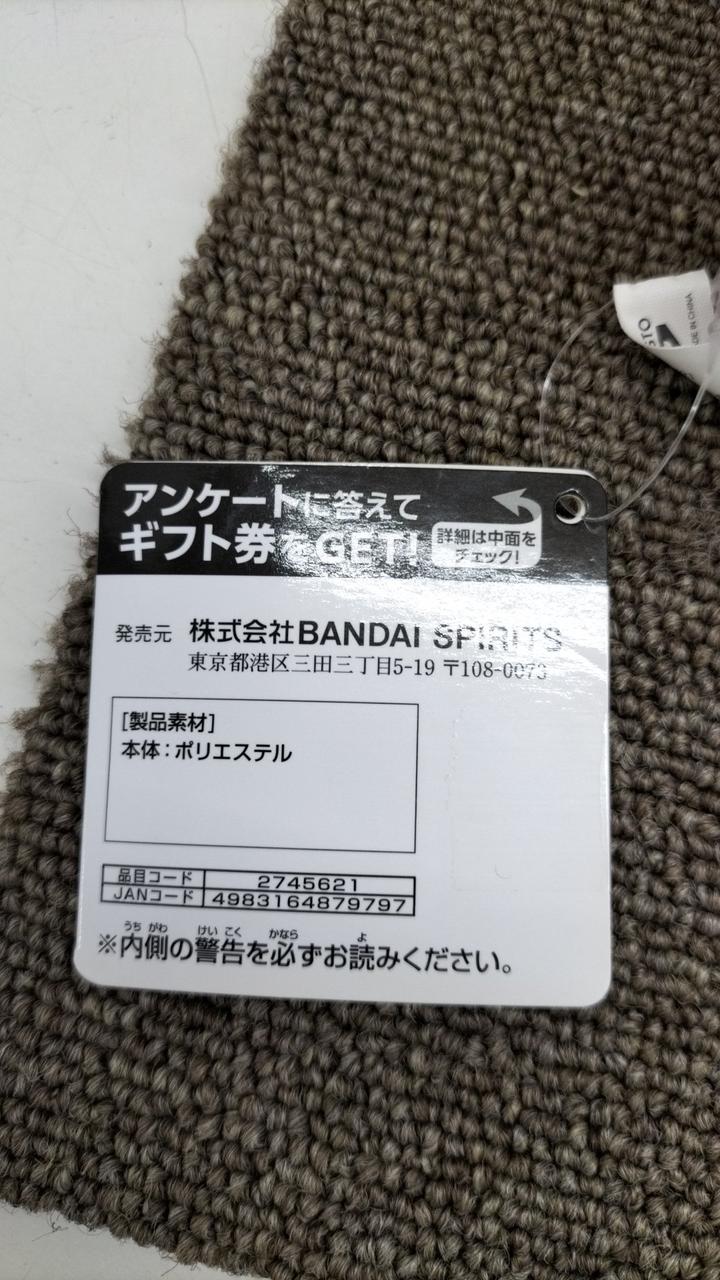 アンケートに答えて
ギフト券をGET!
詳細は中面を
チェック!
発売元 株式会社BANDAI SPIRITS
東京都港区三田三丁目5-19 〒108-0073
[製品素材]
本体:ポリエステル
品目コード 2745621
JANコード 4983164879797
※内側の警告を必ずお読みください。
うち がわ けい こく かなら よ
IN CHINA